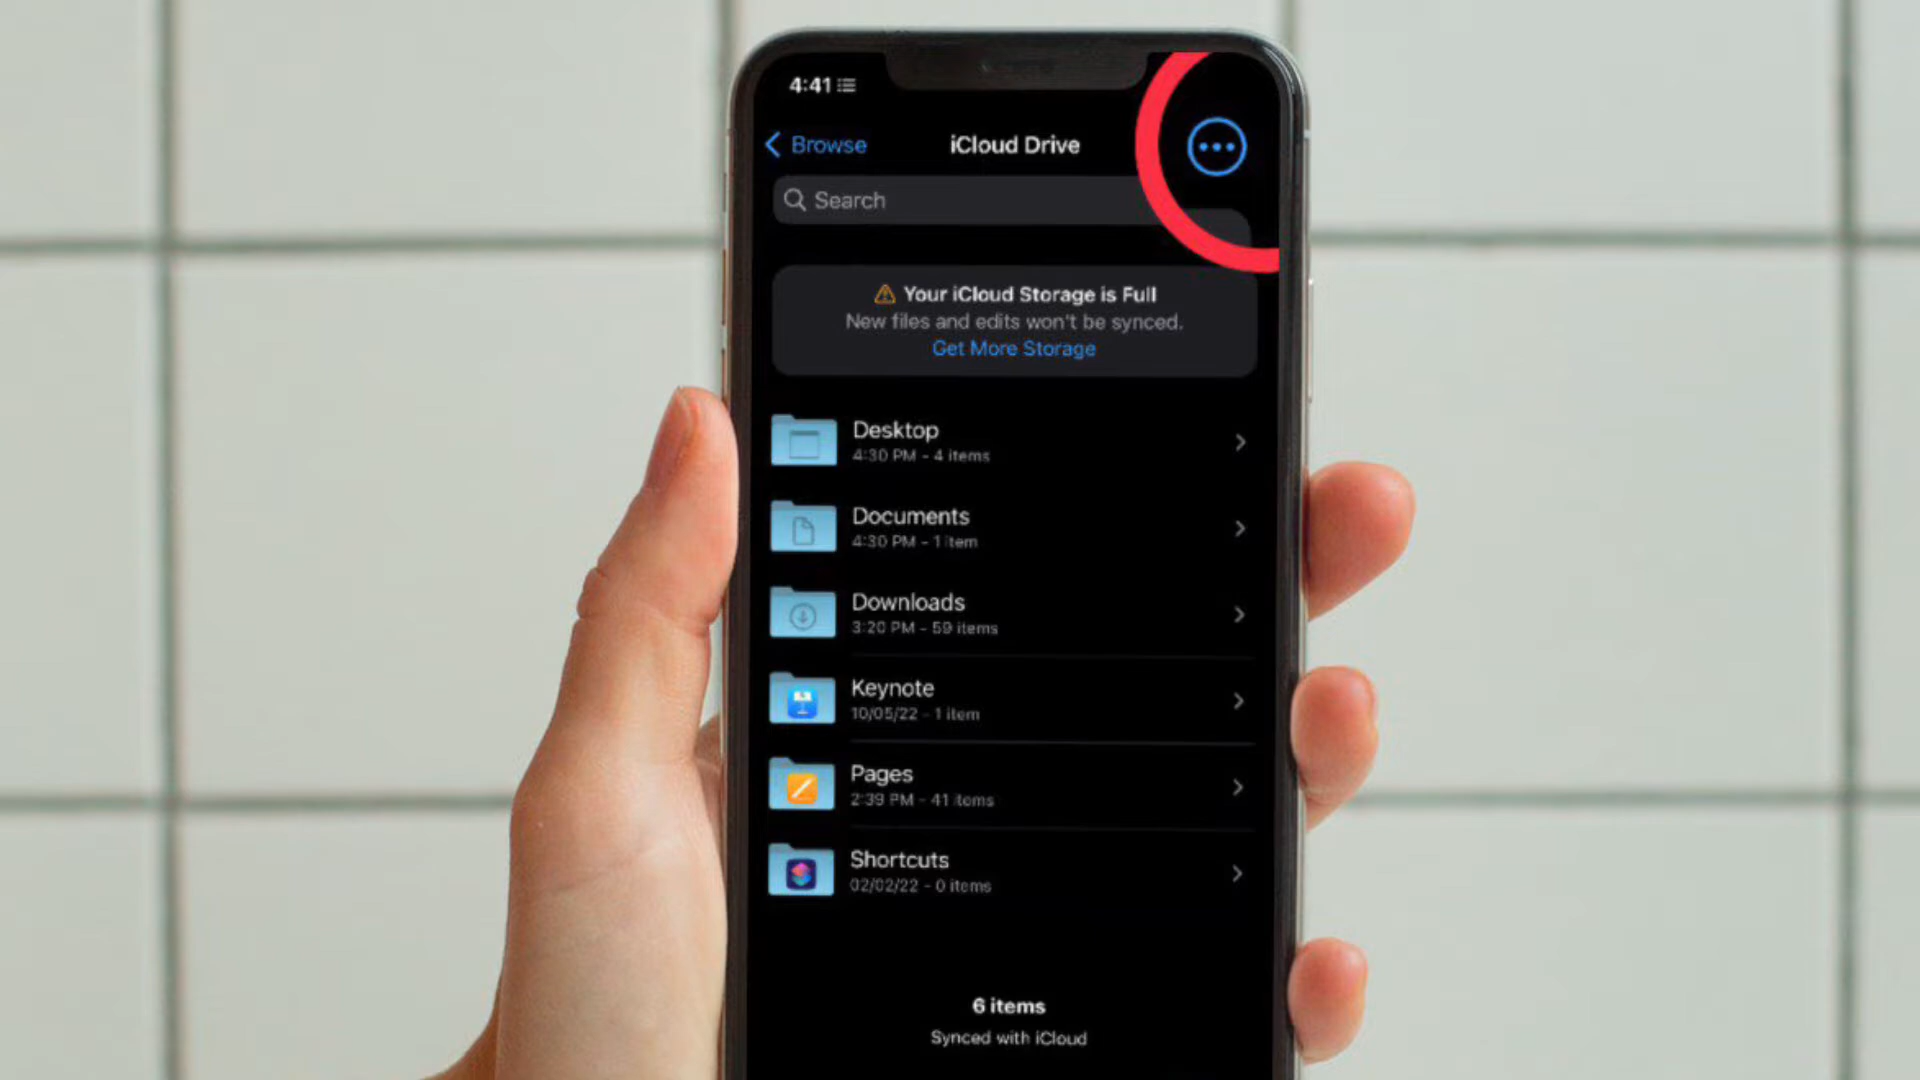 4:41
Browse
iCloud Drive
Search
Your iCloud Storage is Full
New files and edits won't be synced.
Get More Storage
Desktop
4:30 PM - 4 items
Documents
4:30 PM - 1 item
Downloads
3:20 PM - 59 items
Keynote
10/05/22 - 1 item
Pages
2:39 PM - 41 items
Shortcuts
02/02/22 - 0 items
6 items
Synced with iCloud